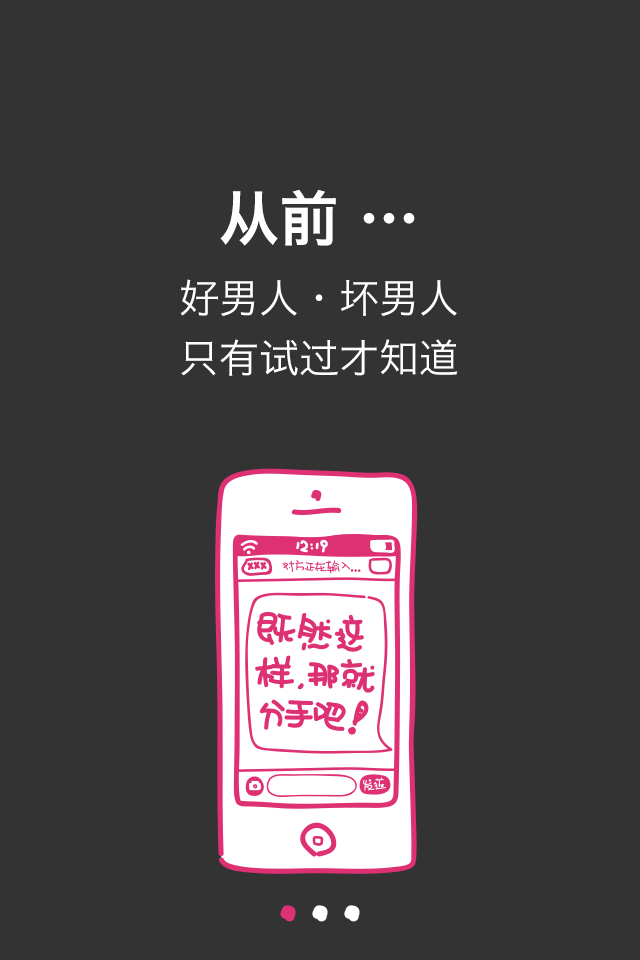 从前 …
好男人·坏男人
只有试过才知道
12:19
xxx
对方正在输入...
既然这
样,那就
分手吧!
发送